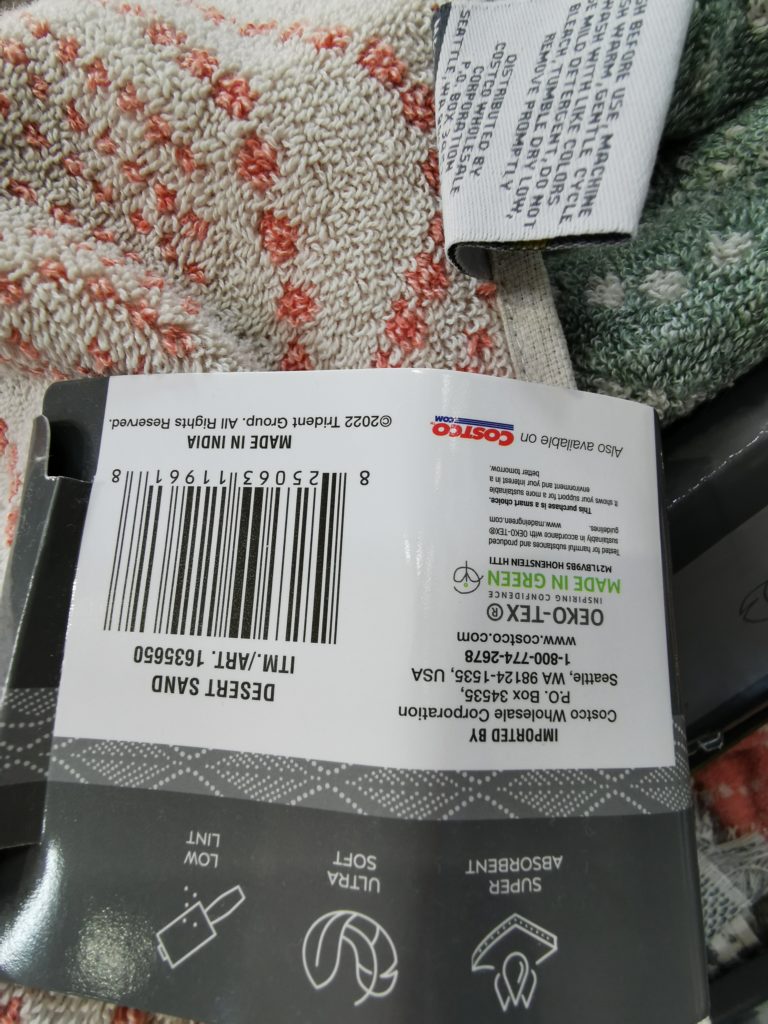 SUPER
ABSORBENT
ULTRA
SOFT
LOW
LINT
IMPORTED BY
Costco Wholesale Corporation
P.O. Box 34535,
Seattle, WA 98124-1535, USA
1-800-774-2678
www.costco.com
OEKO-TEX®
INSPIRING CONFIDENCE
MADE IN GREEN
M21LBV9B5 HOHENSTEIN HTTI
Tested for harmful substances and produced
sustainably in accordance with OEKO-TEX®
guidelines. www.madeingreen.com
This purchase is a smart choice.
It shows your support for a more sustainable
environment and your interest in a
better tomorrow.
Also available on COSTCO.COM
DESERT SAND
ITM./ART. 1635650
8 25063 11961 8
MADE IN INDIA
©2022 Trident Group. All Rights Reserved.
BEFORE USE, MACHINE
WARM, GENTLE CYCLE
MILD DETERGENT
WASH WITH LIKE COLORS
BLEACH, TUMBLE DRY LOW,
REMOVE PROMPTLY
DISTRIBUTED BY
COSTCO WHOLESALE
CORPORATION
P.O. BOX
SEATTLE, WA